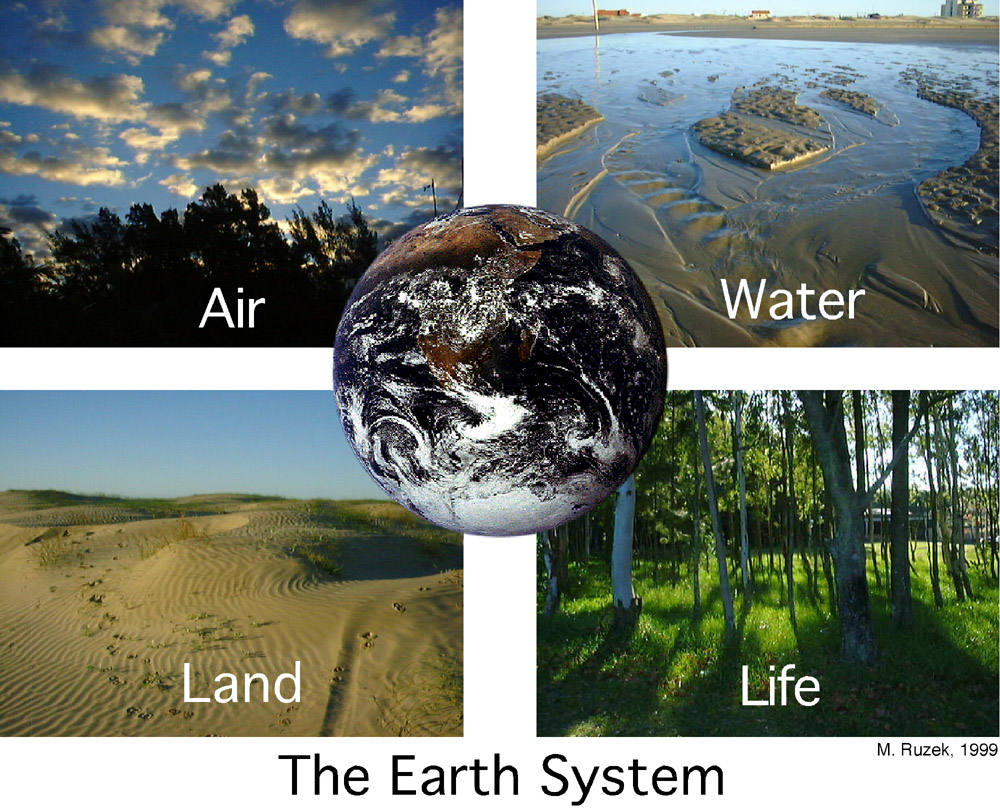 Air
Water
Land
Life
M. Ruzek, 1999
The Earth System